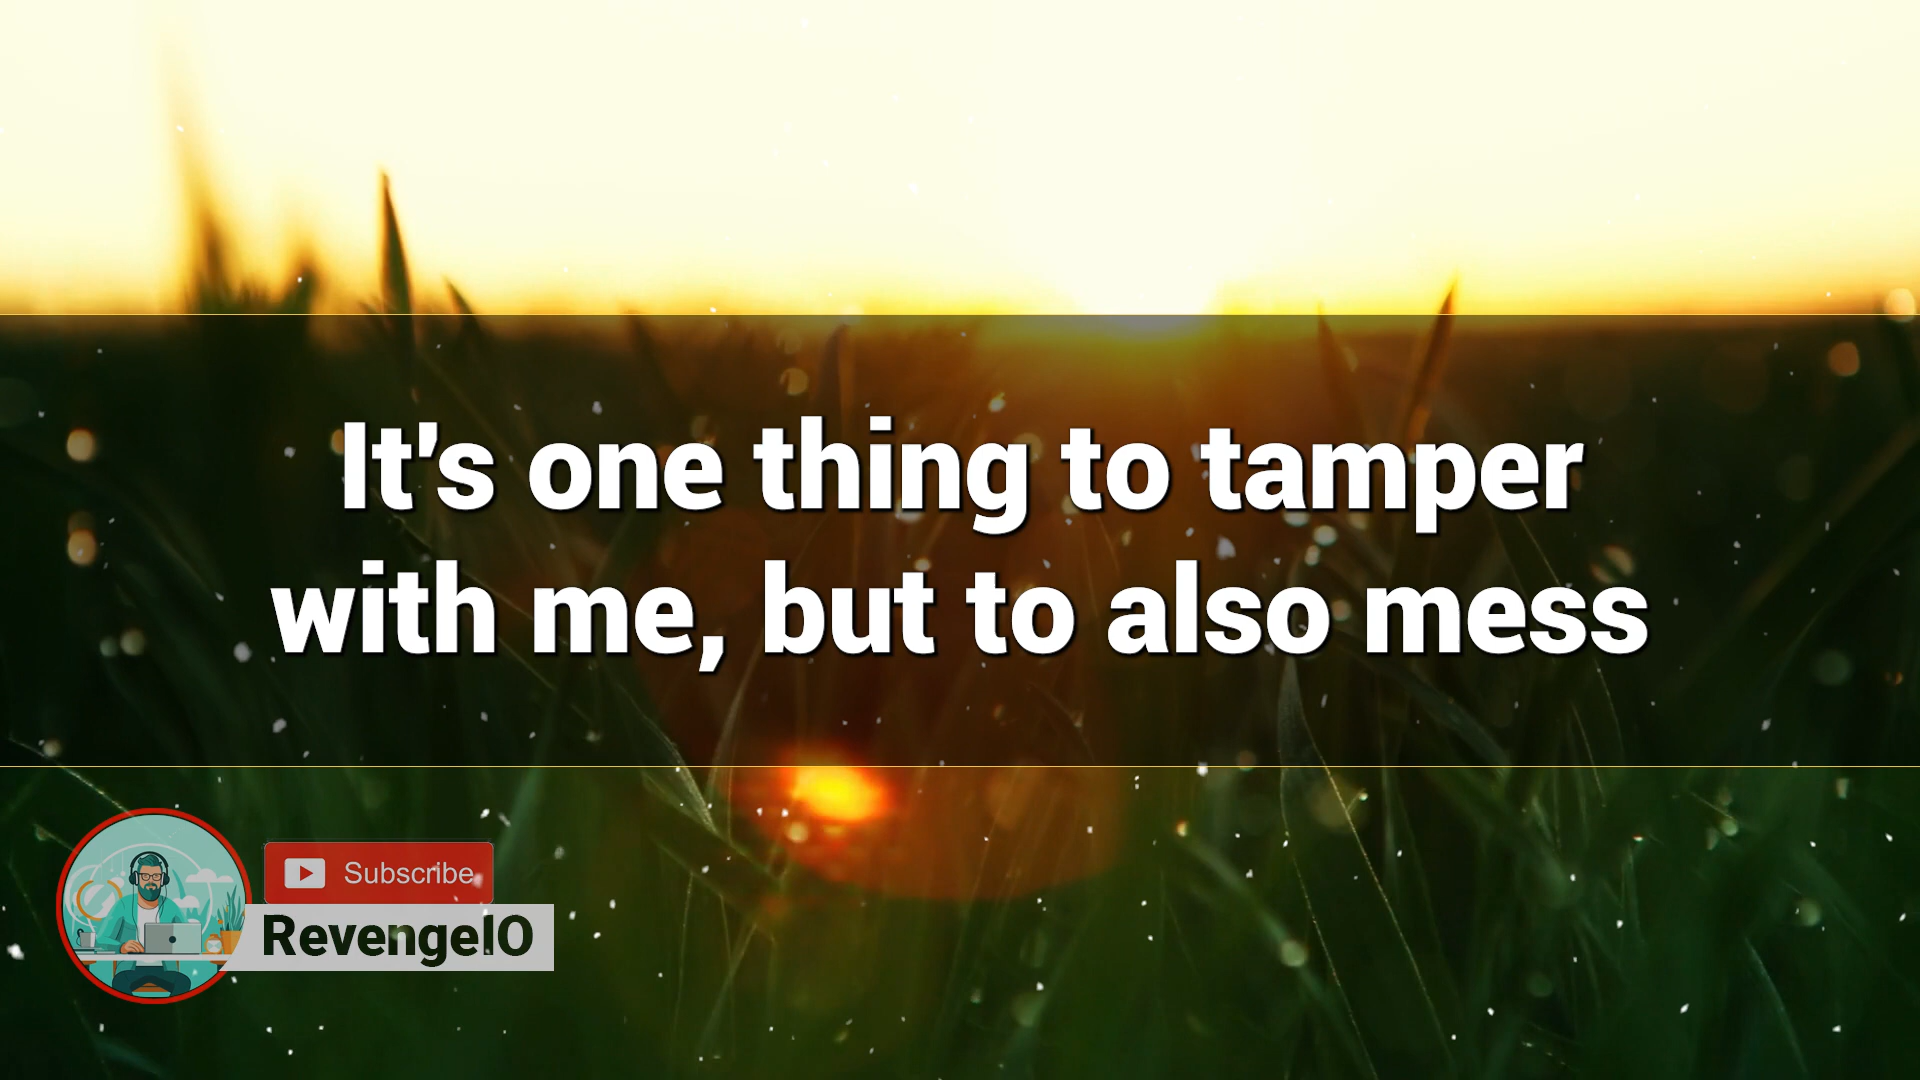 It's one thing to tamper
with me, but to also mess
Subscribe
RevengeIO